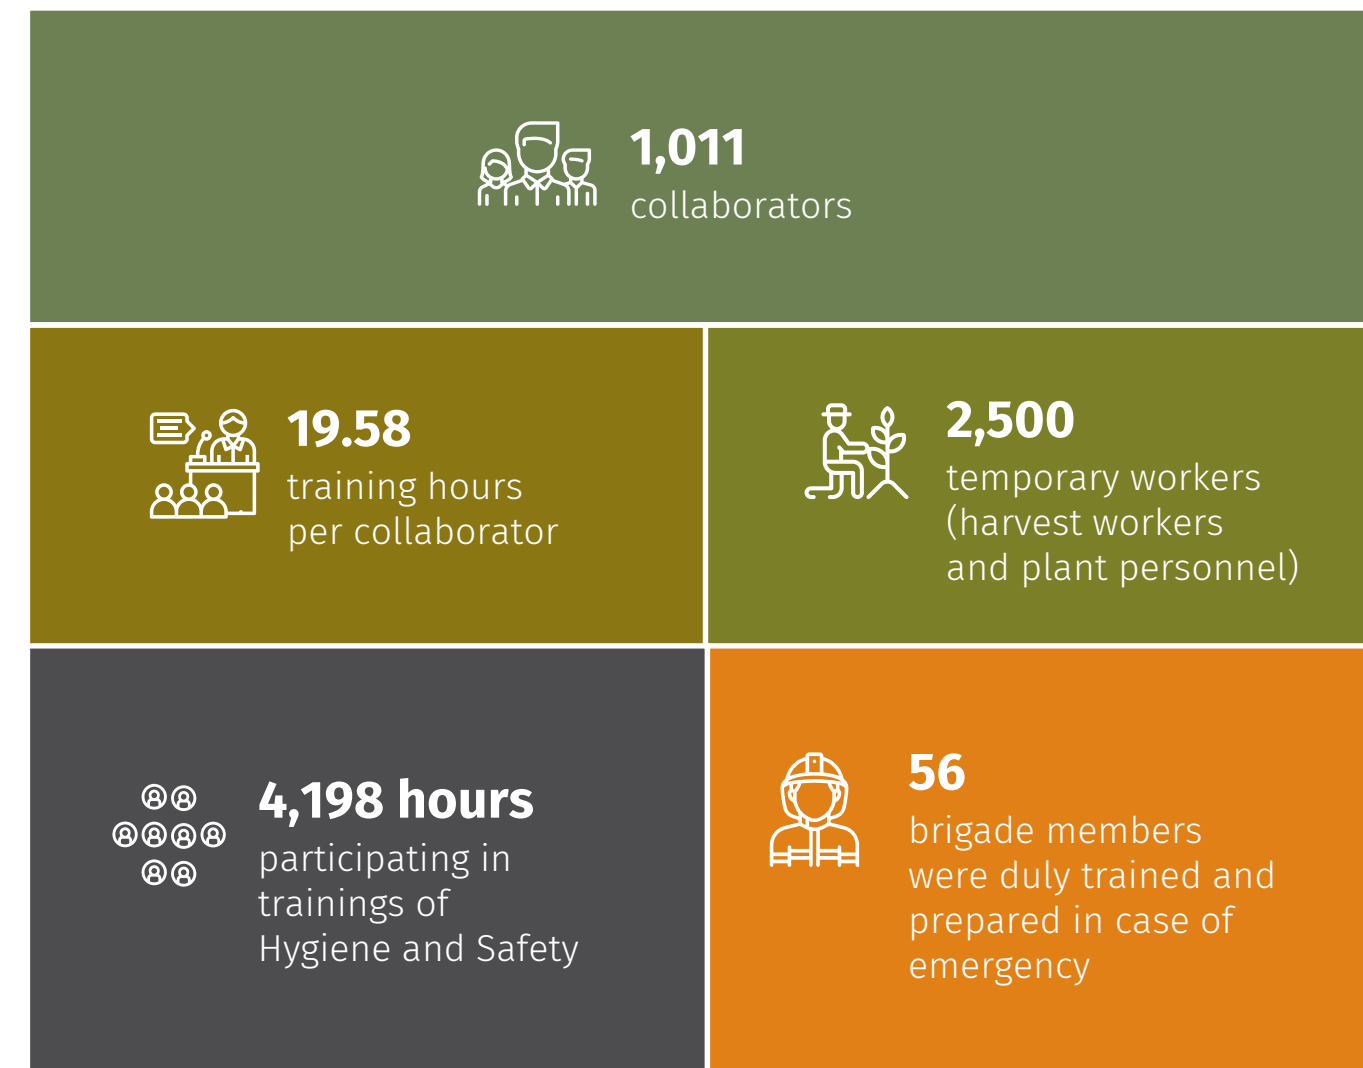 1,011
collaborators
19.58
training hours
per collaborator
2,500
temporary workers
(harvest workers
and plant personnel)
4,198 hours
participating in
trainings of
Hygiene and Safety
56
brigade members
were duly trained and
prepared in case of
emergency